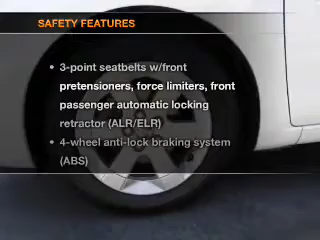 SAFETY FEATURES
• 3-point seatbelts w/front
pretensioners, force limiters, front
passenger automatic locking
retractor (ALR/ELR)
• 4-wheel anti-lock braking system
(ABS)